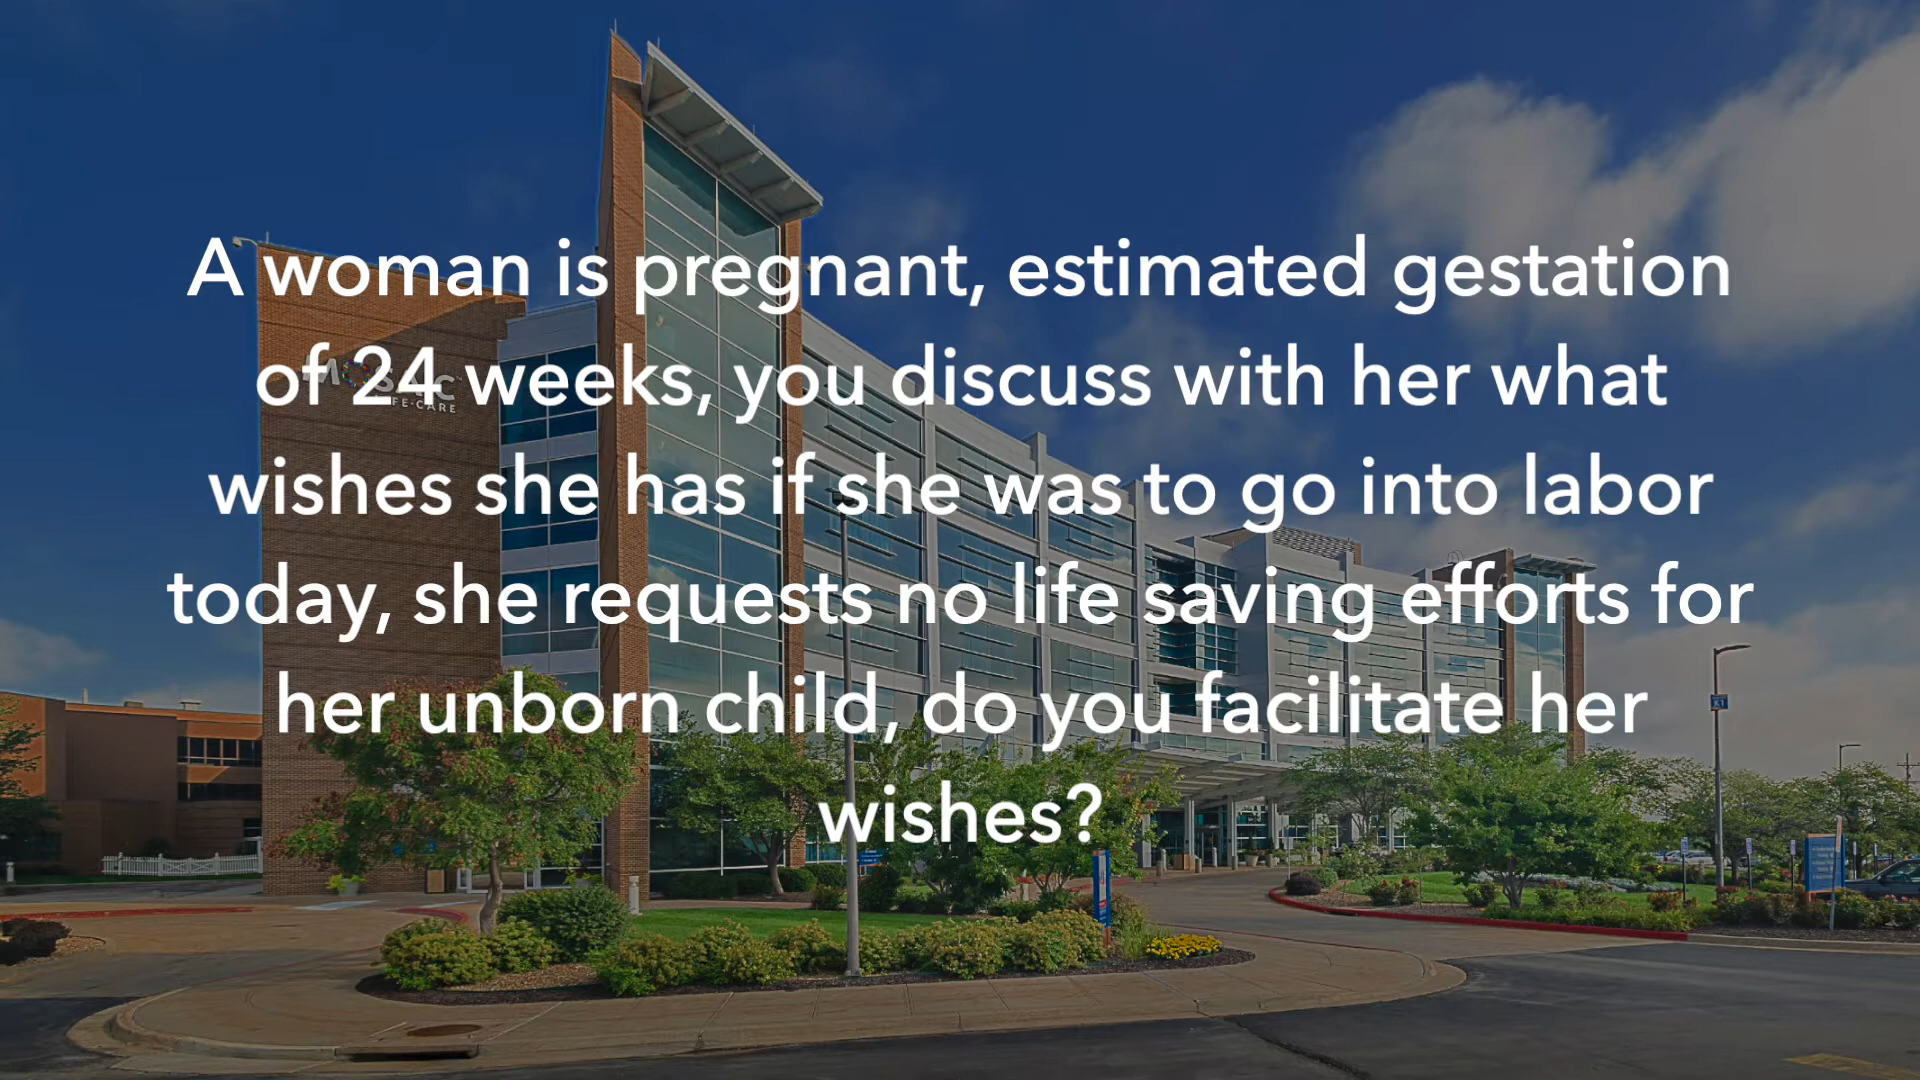 A woman is pregnant, estimated gestation
of 24 weeks, you discuss with her what
wishes she has if she was to go into labor
today, she requests no life saving efforts for
her unborn child, do you facilitate her
wishes?